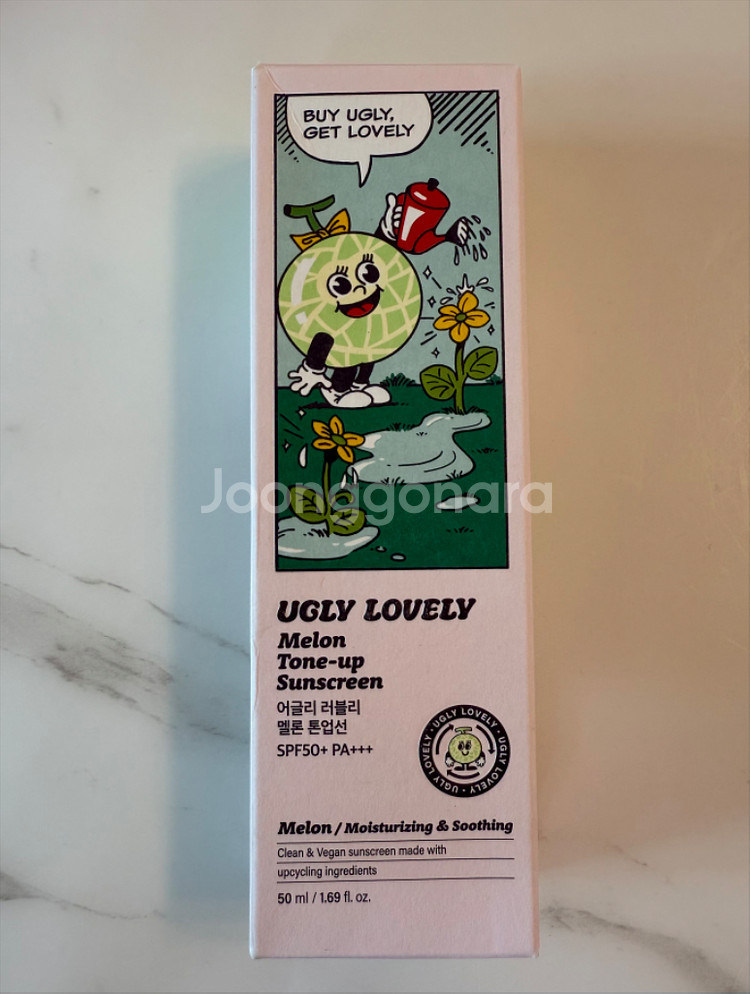 BUY UGLY,
GET LOVELY
Joonggonara
UGLY LOVELY
Melon
Tone-up
Sunscreen
어글리 러블리
멜론 톤업선
SPF50+ PA+++
UGLY LOVELY · UGLY LOVELY · UGLY LOVELY ·
Melon / Moisturizing & Soothing
Clean & Vegan sunscreen made with
upcycling ingredients
50 ml / 1.69 fl. oz.